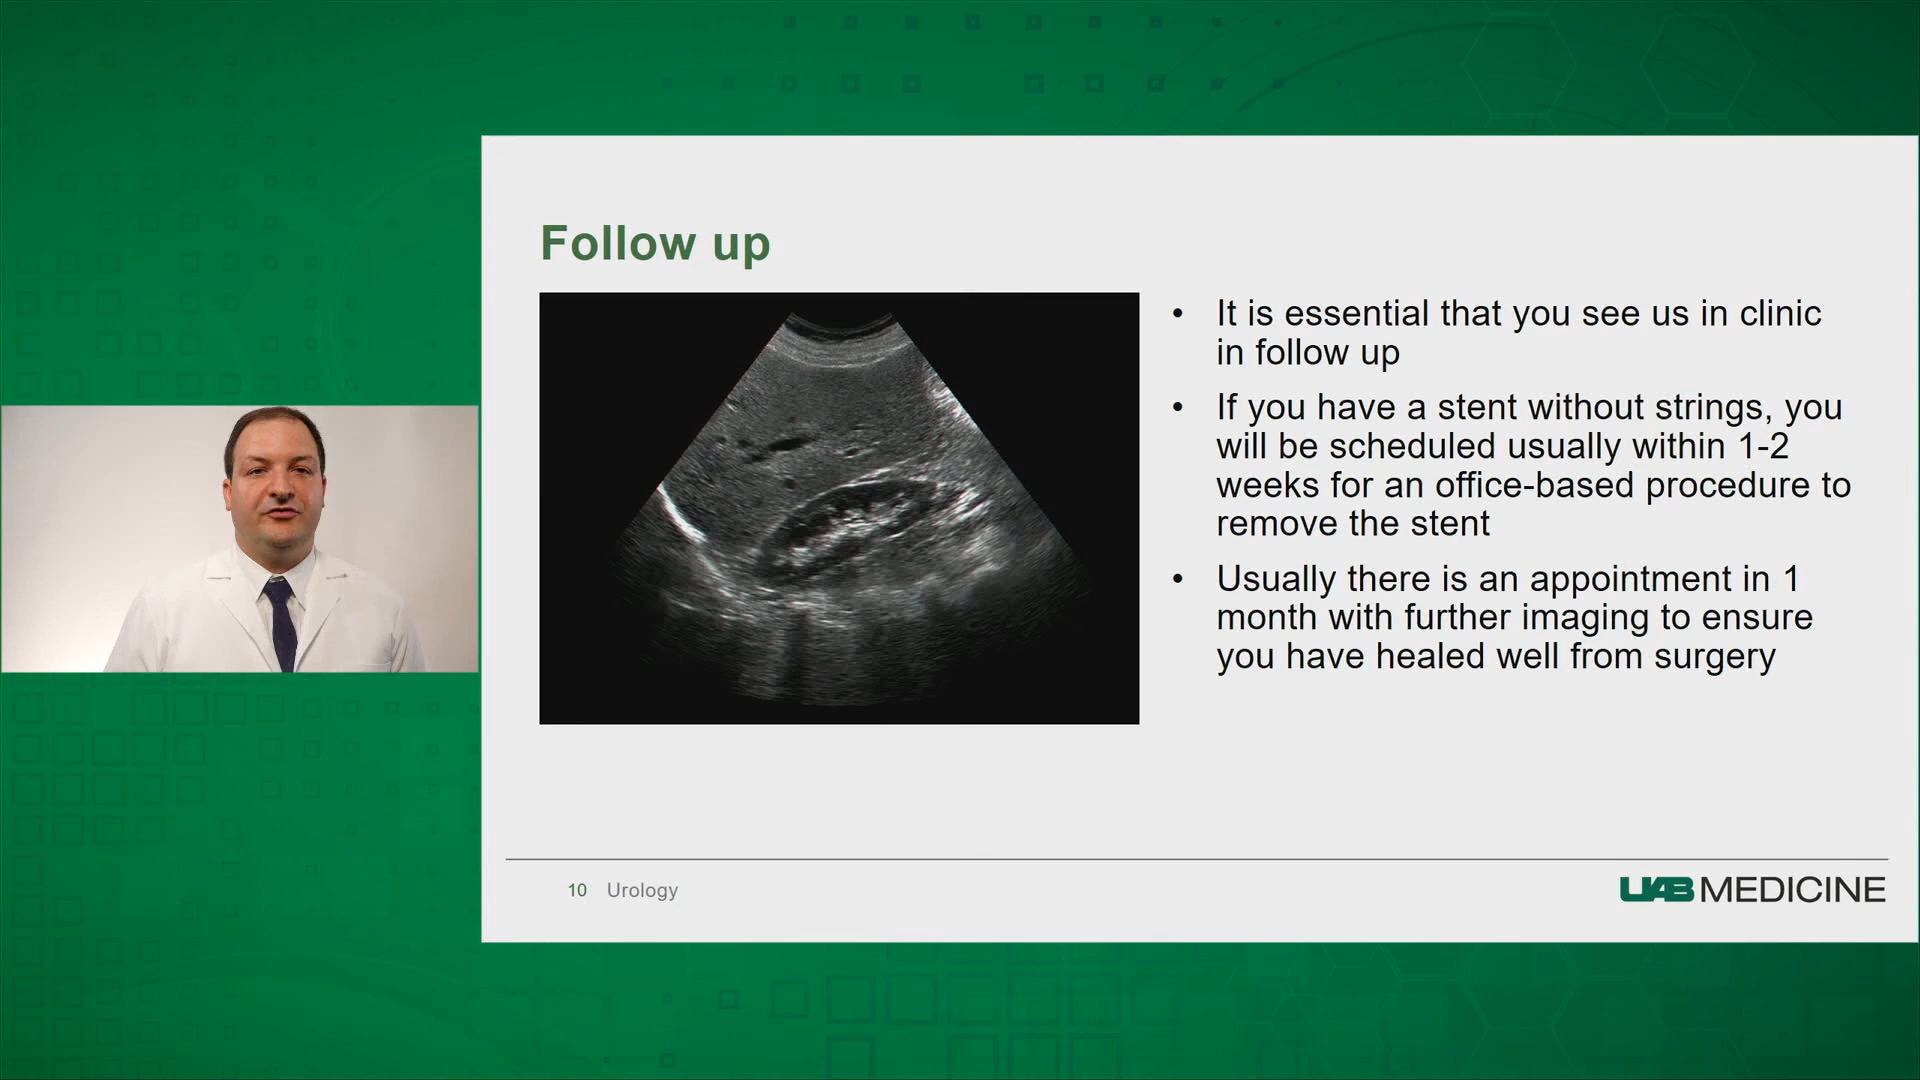 Follow up
• It is essential that you see us in clinic
in follow up
• If you have a stent without strings, you
will be scheduled usually within 1-2
weeks for an office-based procedure to
remove the stent
• Usually there is an appointment in 1
month with further imaging to ensure
you have healed well from surgery
10 Urology
UAB MEDICINE